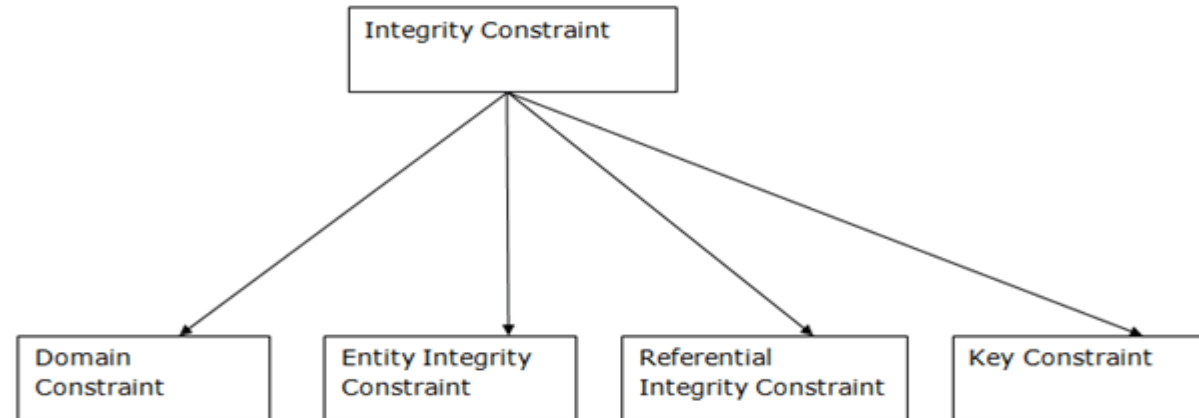 Integrity Constraint
Domain
Constraint
Entity Integrity
Constraint
Referential
Integrity Constraint
Key Constraint